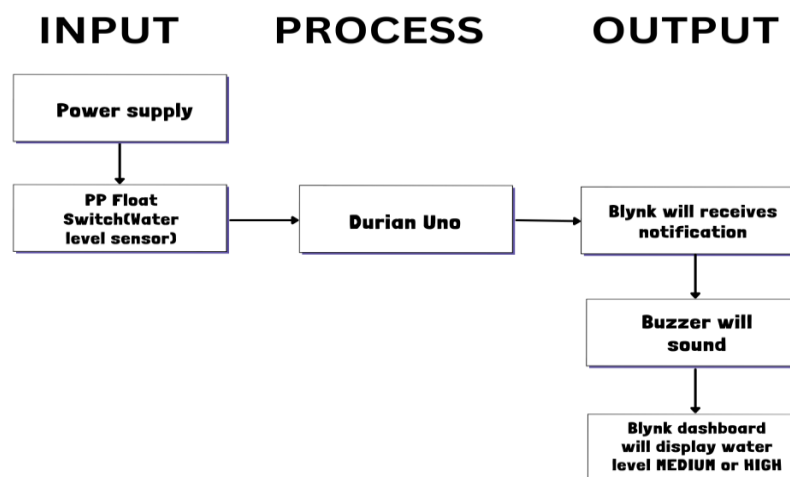 INPUT
PROCESS
OUTPUT
Power supply
PP Float
Switch(Water
level sensor)
Durian Uno
Blynk will receives
notification
Buzzer will
sound
Blynk dashboard
will display water
level MEDIUM or HIGH